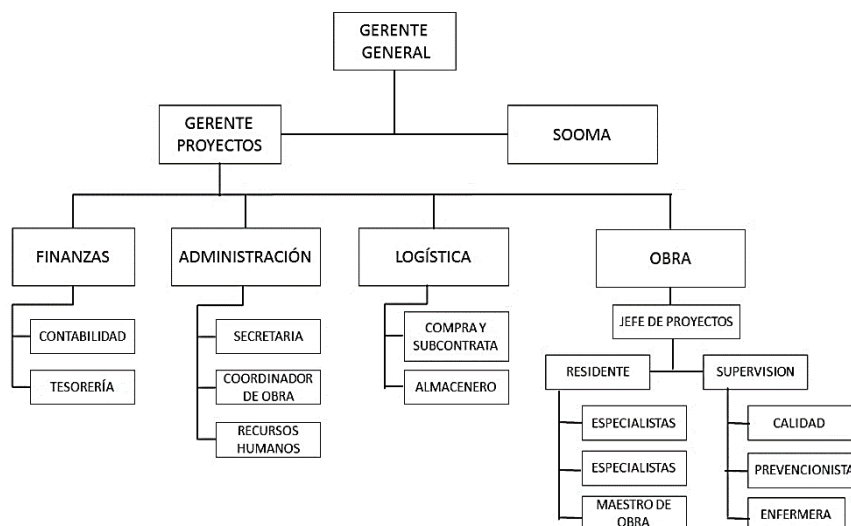 GERENTE
GENERAL
GERENTE
PROYECTOS
SOOMA
FINANZAS
ADMINISTRACIÓN
LOGÍSTICA
OBRA
CONTABILIDAD
SECRETARIA
COMPRA Y
SUBCONTRATA
JEFE DE PROYECTOS
TESORERÍA
COORDINADOR
DE OBRA
ALMACENERO
RESIDENTE
SUPERVISION
RECURSOS
HUMANOS
ESPECIALISTAS
CALIDAD
ESPECIALISTAS
PREVENCIONISTA
MAESTRO DE
OBRA
ENFERMERA